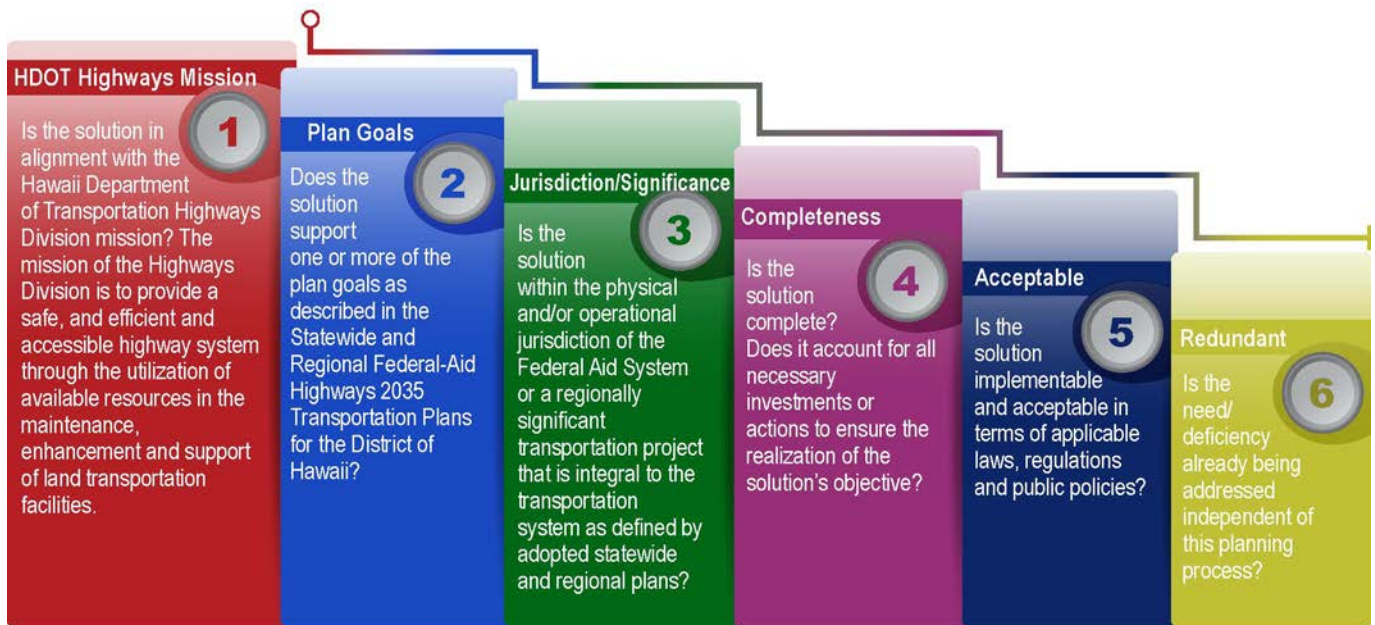 HDOT Highways Mission
1
Is the solution in
alignment with the
Hawaii Department
of Transportation Highways
Division mission? The
mission of the Highways
Division is to provide a
safe, and efficient and
accessible highway system
through the utilization of
available resources in the
maintenance,
enhancement and support
of land transportation
facilities.
Plan Goals
2
Does the
solution
support
one or more of the
plan goals as
described in the
Statewide and
Regional Federal-Aid
Highways 2035
Transportation Plans
for the District of
Hawaii?
Jurisdiction/Significance
3
Is the
solution
within the physical
and/or operational
jurisdiction of the
Federal Aid System
or a regionally
significant
transportation project
that is integral to the
transportation
system as defined by
adopted statewide
and regional plans?
Completeness
4
Is the
solution
complete?
Does it account for all
necessary
investments or
actions to ensure the
realization of the
solution's objective?
Acceptable
5
Is the
solution
implementable
and acceptable in
terms of applicable
laws, regulations
and public policies?
Redundant
6
Is the
need/
deficiency
already being
addressed
independent of
this planning
process?